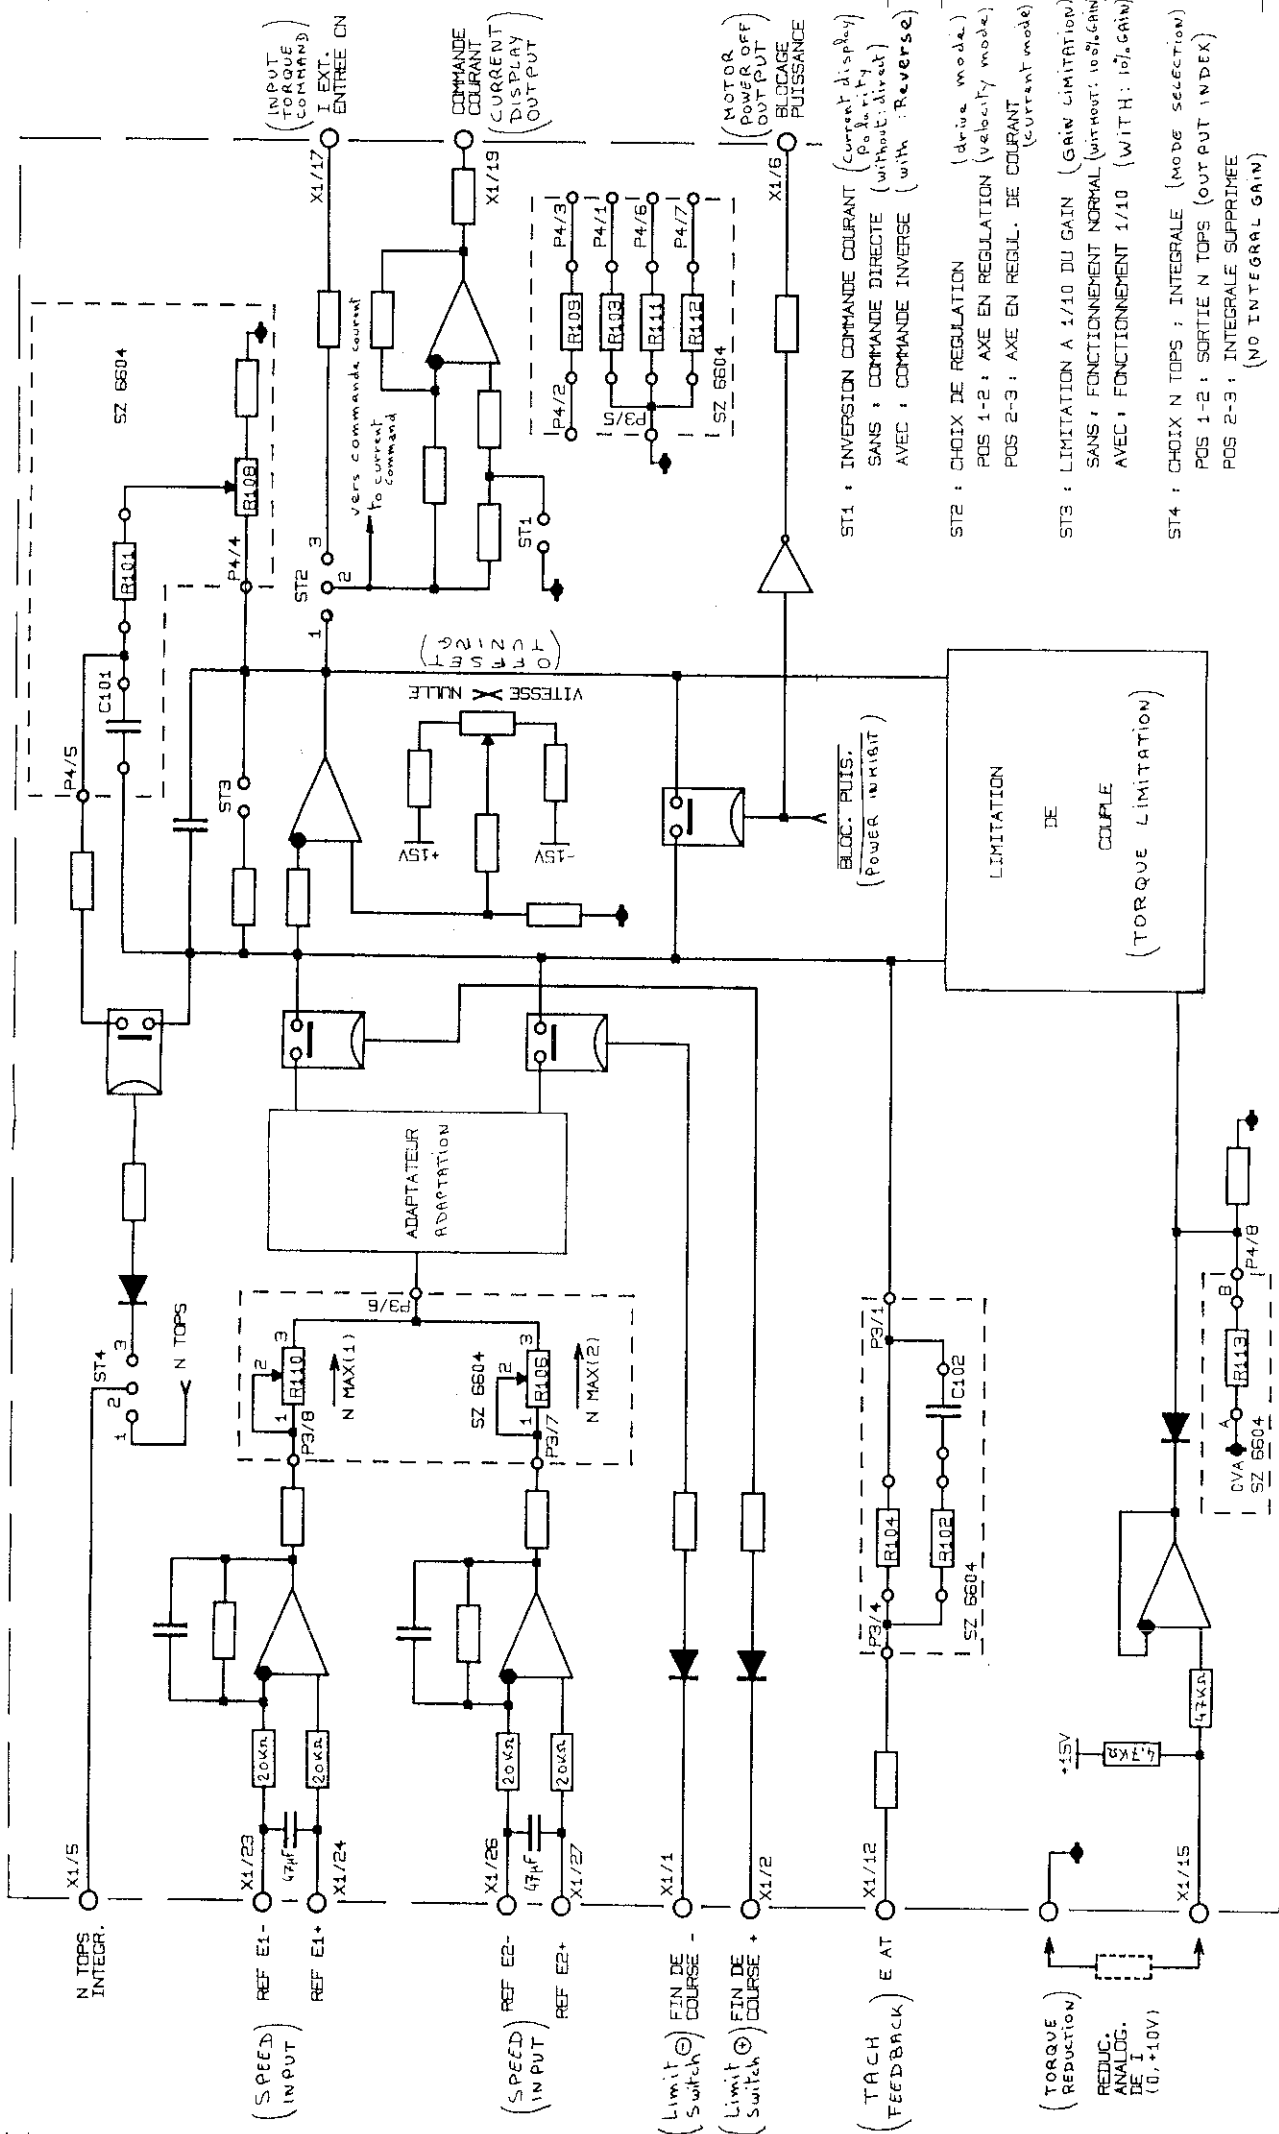 N TOPS
INTEGR.
X1/5
(SPEED INPUT)
REF E1-
X1/23
REF E1+
X1/24
47µF
20KΩ
20KΩ
(SPEED INPUT)
REF E2-
X1/26
REF E2+
X1/27
47µF
20KΩ
20KΩ
(Limit Switch ⊖)
FIN DE
COURSE -
X1/1
(Limit Switch ⊕)
FIN DE
COURSE +
X1/2
(TACH FEEDBACK)
E AT
X1/12
(TORQUE REDUCTION)
REDUC.
ANALOG.
DE I
(0,+10V)
X1/15
+15V
4.7KΩ
47KΩ
ST4
1
2
3
N TOPS
P3/8
1
2
3
R110
N MAX(1)
SZ 6604
P3/7
1
2
3
R106
N MAX(2)
P3/6
ADAPTATEUR
ADAPTATION
P3/4
R104
R102
C102
P3/1
SZ 6604
0VA
A
R113
B
P4/8
SZ 6604
P4/5
C101
R101
SZ 6604
R108
P4/4
ST3
+15V
-15V
VITESSE
NULLE
(OFFSET TUNING)
BLOC. PUIS.
(POWER INHIBIT)
LIMITATION
DE
COUPLE
(TORQUE LIMITATION)
1
ST2
2
3
vers commande courant
to current
command
ST1
X1/17
(INPUT
TORQUE
COMMAND)
I EXT.
ENTREE CN
X1/19
COMMANDE
COURANT
(CURRENT
DISPLAY
OUTPUT)
P4/2
R109
P4/3
R103
P4/1
P3/5
R111
P4/6
R112
P4/7
SZ 6604
X1/6
(MOTOR
POWER OFF
OUTPUT)
BLOCAGE
PUISSANCE
ST1 : INVERSION COMMANDE COURANT (current display polarity)
SANS : COMMANDE DIRECTE (without: direct)
AVEC : COMMANDE INVERSE (with : Reverse)
ST2 : CHOIX DE REGULATION (drive mode)
POS 1-2 : AXE EN REGULATION (velocity mode)
POS 2-3 : AXE EN REGUL. DE COURANT (current mode)
ST3 : LIMITATION A 1/10 DU GAIN (GAIN LIMITATION)
SANS : FONCTIONNEMENT NORMAL (WITHOUT: 100% GAIN)
AVEC : FONCTIONNEMENT 1/10 (WITH: 10% GAIN)
ST4 : CHOIX N TOPS ; INTEGRALE (MODE SELECTION)
POS 1-2 : SORTIE N TOPS (OUTPUT INDEX)
POS 2-3 : INTEGRALE SUPPRIMEE
(NO INTEGRAL GAIN)